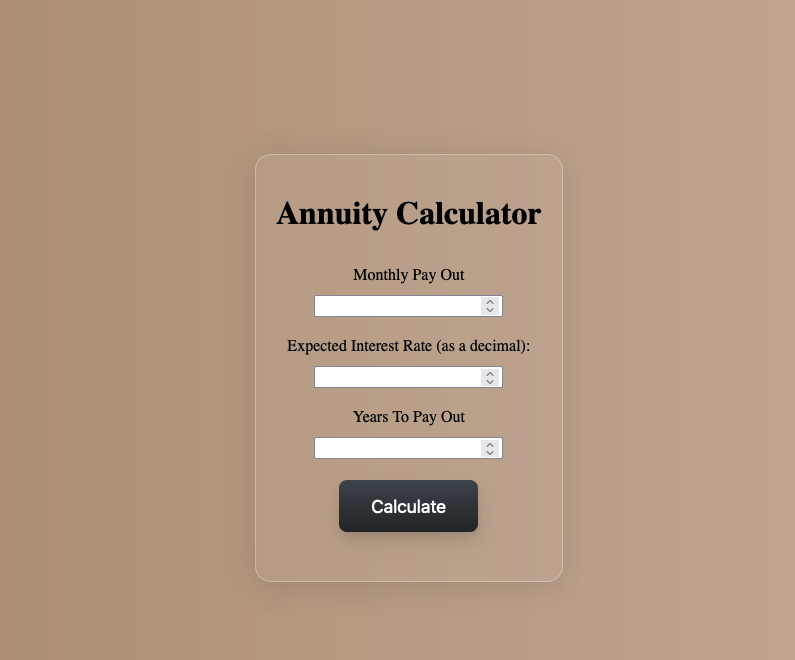 Annuity Calculator
Monthly Pay Out
Expected Interest Rate (as a decimal):
Years To Pay Out
Calculate